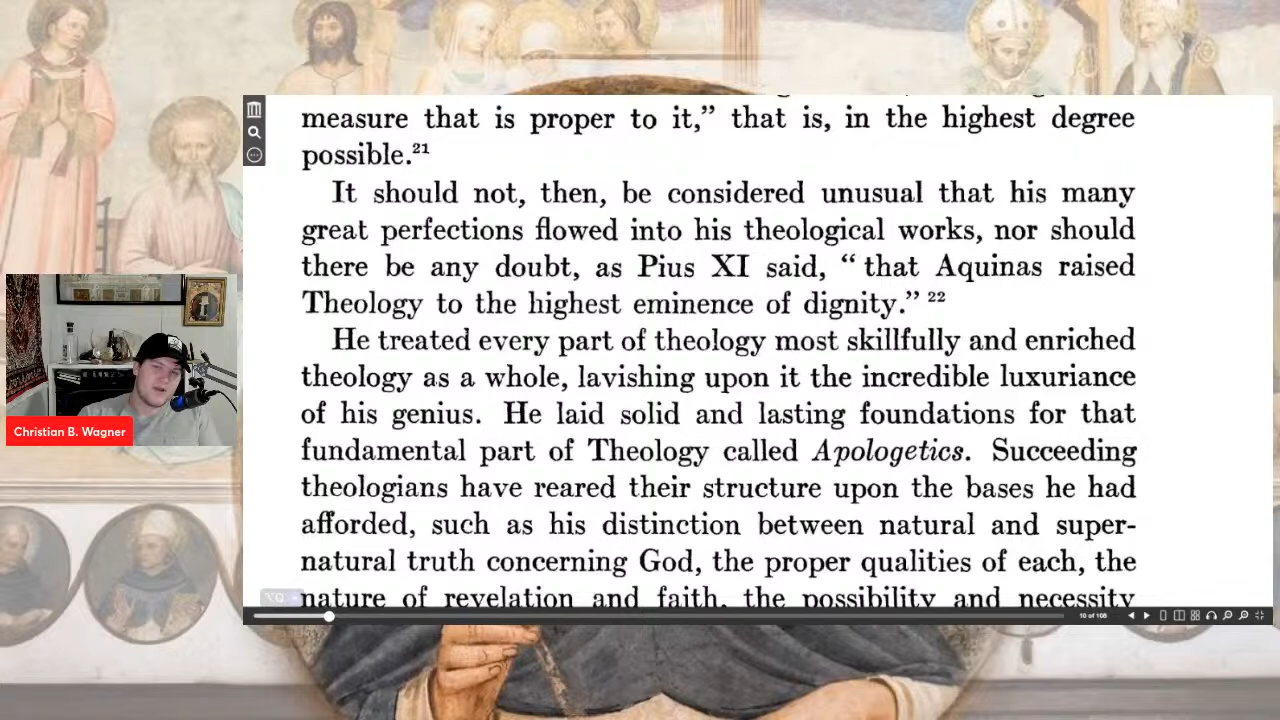 measure that is proper to it,” that is, in the highest degree
possible.²¹
It should not, then, be considered unusual that his many
great perfections flowed into his theological works, nor should
there be any doubt, as Pius XI said, “ that Aquinas raised
Theology to the highest eminence of dignity.” ²²
He treated every part of theology most skillfully and enriched
theology as a whole, lavishing upon it the incredible luxuriance
of his genius. He laid solid and lasting foundations for that
fundamental part of Theology called Apologetics. Succeeding
theologians have reared their structure upon the bases he had
afforded, such as his distinction between natural and super-
natural truth concerning God, the proper qualities of each, the
nature of revelation and faith, the possibility and necessity
10 of 108
Christian B. Wagner